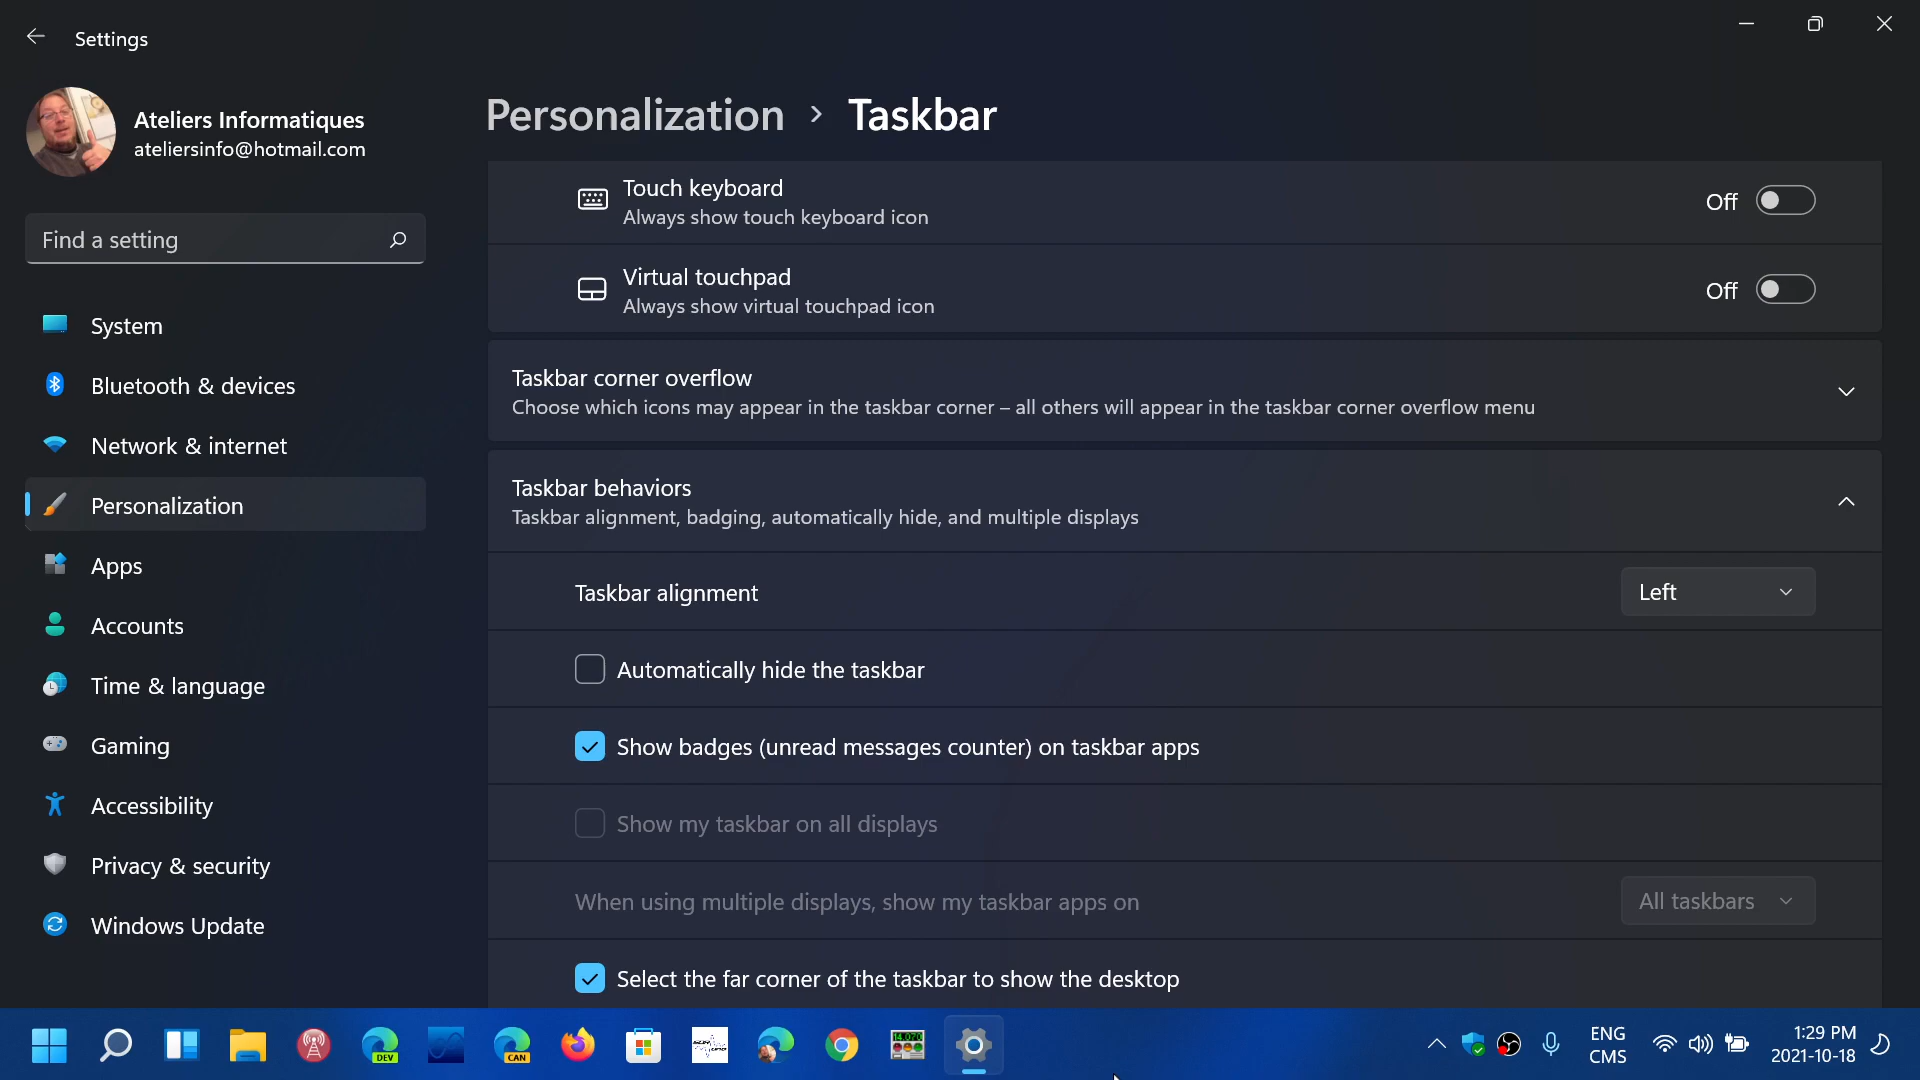 Settings
Ateliers Informatiques
ateliersinfo@hotmail.com
Find a setting
System
Bluetooth & devices
Network & internet
Personalization
Apps
Accounts
Time & language
Gaming
Accessibility
Privacy & security
Windows Update
Personalization > Taskbar
Touch keyboard
Always show touch keyboard icon
Off
Virtual touchpad
Always show virtual touchpad icon
Off
Taskbar corner overflow
Choose which icons may appear in the taskbar corner – all others will appear in the taskbar corner overflow menu
Taskbar behaviors
Taskbar alignment, badging, automatically hide, and multiple displays
Taskbar alignment
Left
Automatically hide the taskbar
Show badges (unread messages counter) on taskbar apps
Show my taskbar on all displays
When using multiple displays, show my taskbar apps on
All taskbars
Select the far corner of the taskbar to show the desktop
DEV
CAN
ENG
CMS
1:29 PM
2021-10-18